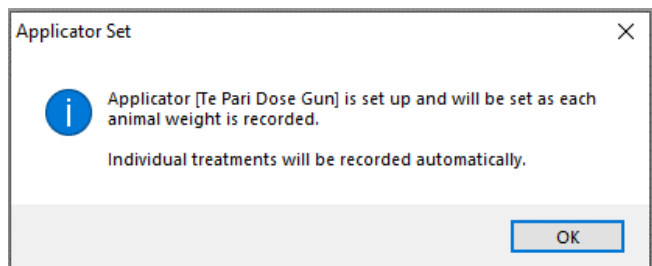 Applicator Set
Applicator [Te Pari Dose Gun] is set up and will be set as each
animal weight is recorded.
Individual treatments will be recorded automatically.
OK